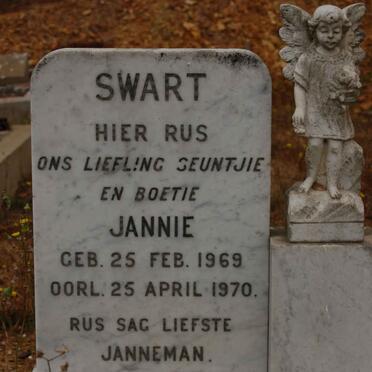 SWART
HIER RUS
ONS LIEFLING SEUNTJIE
EN BOETIE
JANNIE
GEB. 25 FEB. 1969
OORL. 25 APRIL 1970.
RUS SAG LIEFSTE
JANNEMAN.